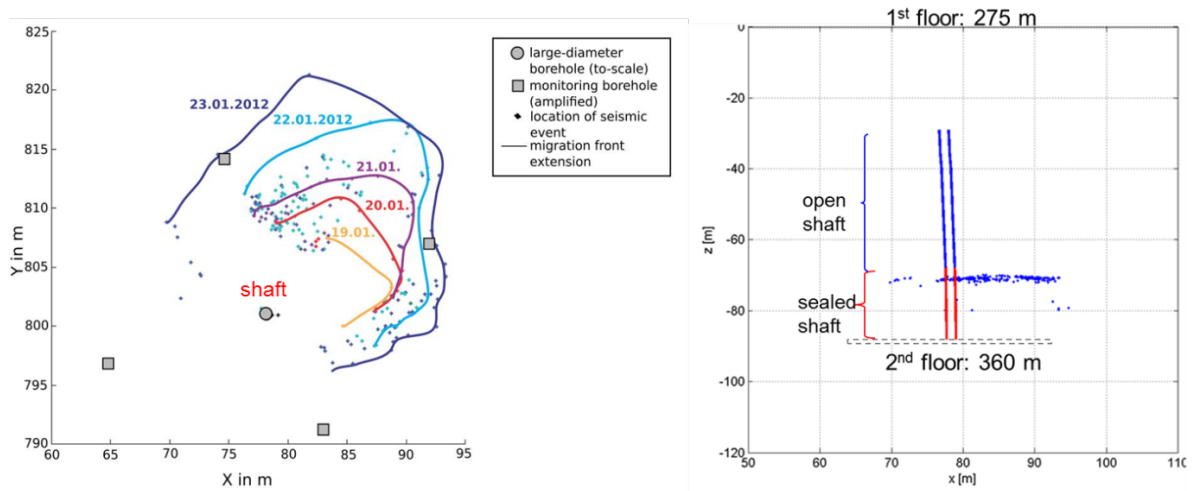 825
820
815
810
805
800
795
790
60
65
70
75
80
85
90
95
Y in m
X in m
23.01.2012
22.01.2012
21.01.
20.01.
19.01.
shaft
large-diameter
borehole (to-scale)
monitoring borehole
(amplified)
location of seismic
event
migration front
extension
1st floor: 275 m
0
-20
-40
-60
-80
-100
-120
z [m]
open
shaft
sealed
shaft
2nd floor: 360 m
50
60
70
80
90
100
110
x [m]